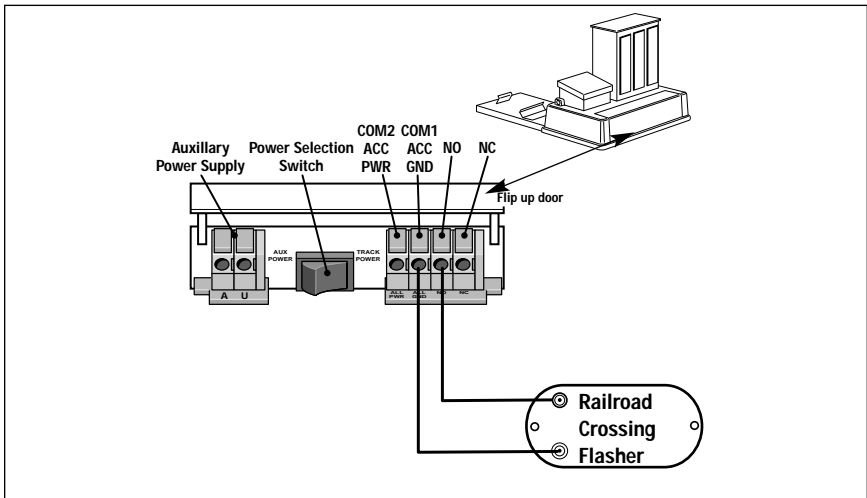 COM2 COM1
Auxillary Power Selection ACC ACC NO NC
Power Supply Switch PWR GND
Flip up door
AUX
POWER
TRACK
POWER
A U
ALL
PWR
ALL
GND
NO
NC
Railroad
Crossing
Flasher